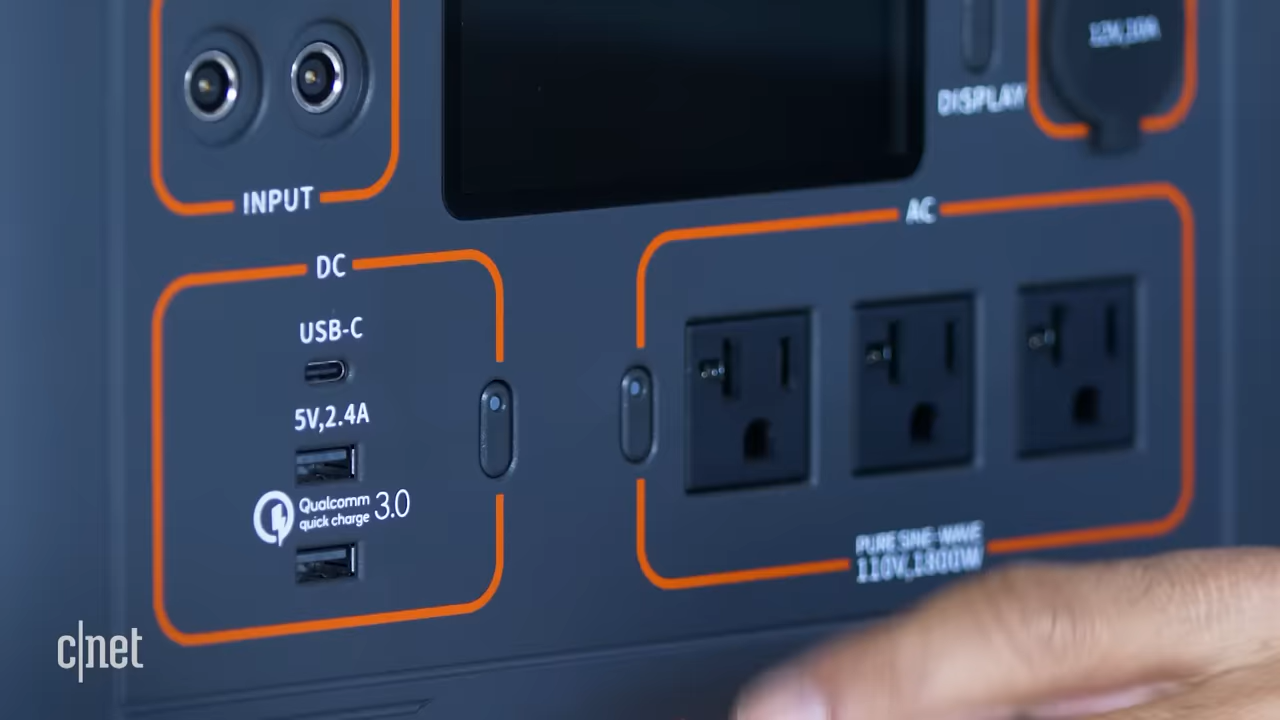 12V,10A
DISPLAY
INPUT
AC
DC
USB-C
5V,2.4A
Qualcomm
quick charge 3.0
PURE SINE-WAVE
110V,1800W
c|net